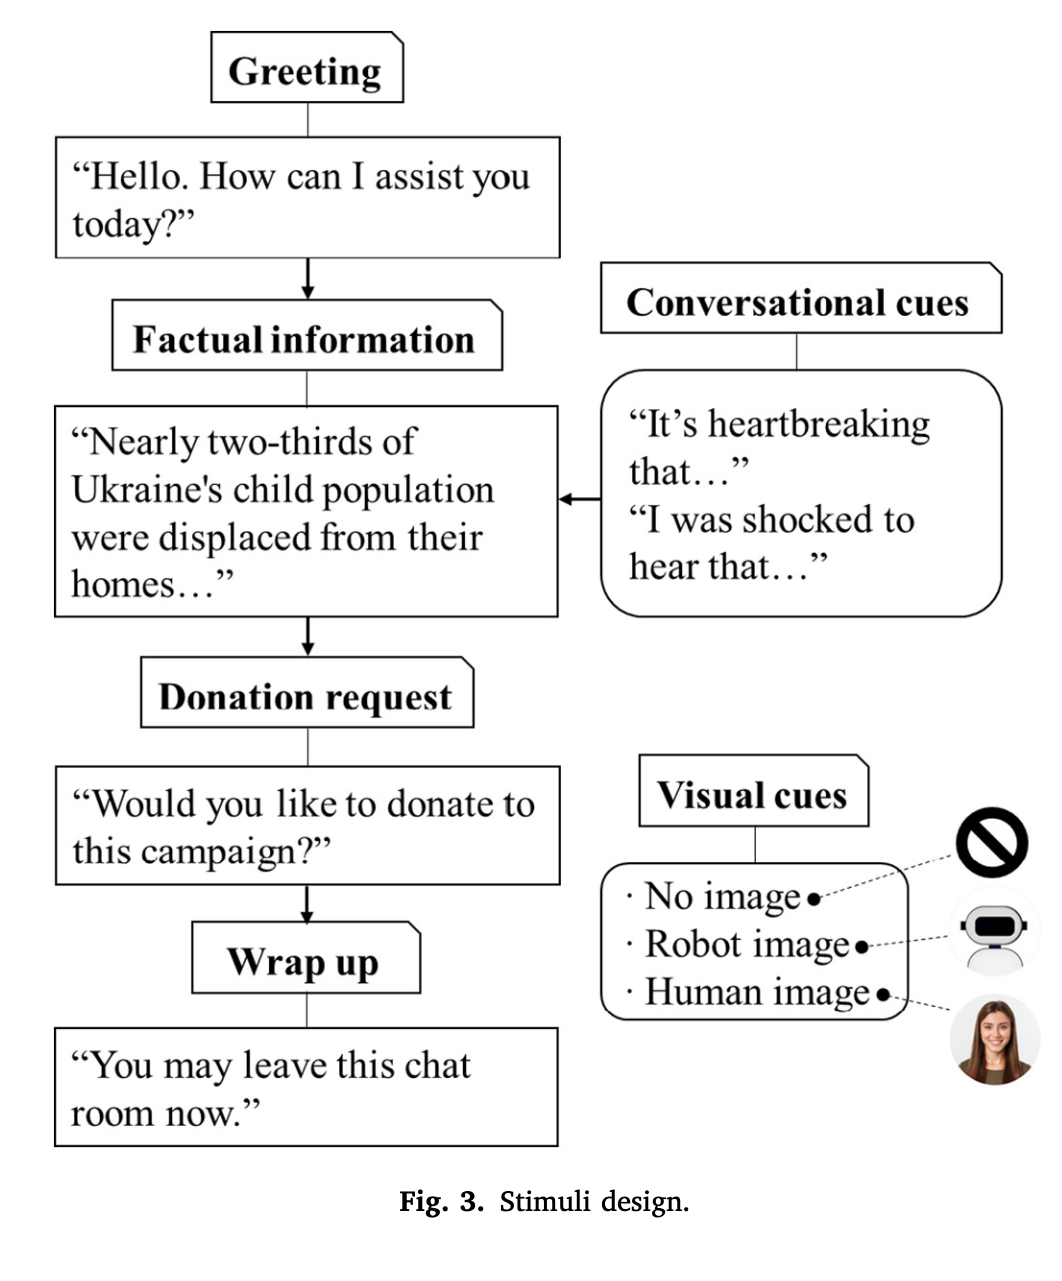 Greeting
“Hello. How can I assist you
today?”
Factual information
“Nearly two-thirds of
Ukraine's child population
were displaced from their
homes…”
Conversational cues
“It’s heartbreaking
that…”
“I was shocked to
hear that…”
Donation request
“Would you like to donate to
this campaign?”
Visual cues
· No image
· Robot image
· Human image
Wrap up
“You may leave this chat
room now.”
Fig. 3. Stimuli design.